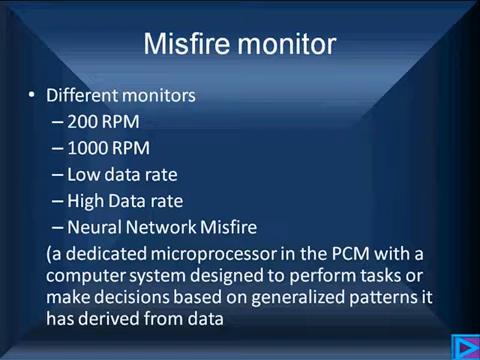 Misfire monitor
• Different monitors
– 200 RPM
– 1000 RPM
– Low data rate
– High Data rate
– Neural Network Misfire
(a dedicated microprocessor in the PCM with a
computer system designed to perform tasks or
make decisions based on generalized patterns it
has derived from data